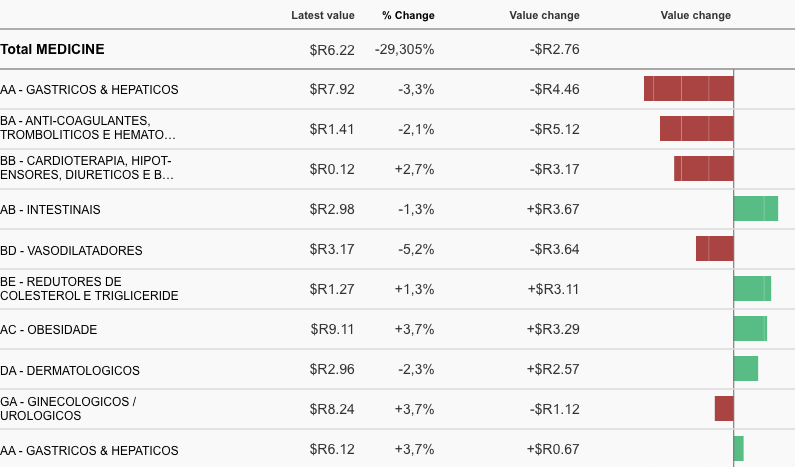 Latest value % Change Value change Value change
Total MEDICINE $R6.22 -29,305% -$R2.76
AA - GASTRICOS & HEPATICOS $R7.92 -3,3% -$R4.46
BA - ANTI-COAGULANTES,
TROMBOLITICOS E HEMATO… $R1.41 -2,1% -$R5.12
BB - CARDIOTERAPIA, HIPOT-
ENSORES, DIURETICOS E B… $R0.12 +2,7% -$R3.17
AB - INTESTINAIS $R2.98 -1,3% +$R3.67
BD - VASODILATADORES $R3.17 -5,2% -$R3.64
BE - REDUTORES DE
COLESTEROL E TRIGLICERIDE $R1.27 +1,3% +$R3.11
AC - OBESIDADE $R9.11 +3,7% +$R3.29
DA - DERMATOLOGICOS $R2.96 -2,3% +$R2.57
GA - GINECOLOGICOS /
UROLOGICOS $R8.24 +3,7% -$R1.12
AA - GASTRICOS & HEPATICOS $R6.12 +3,7% +$R0.67